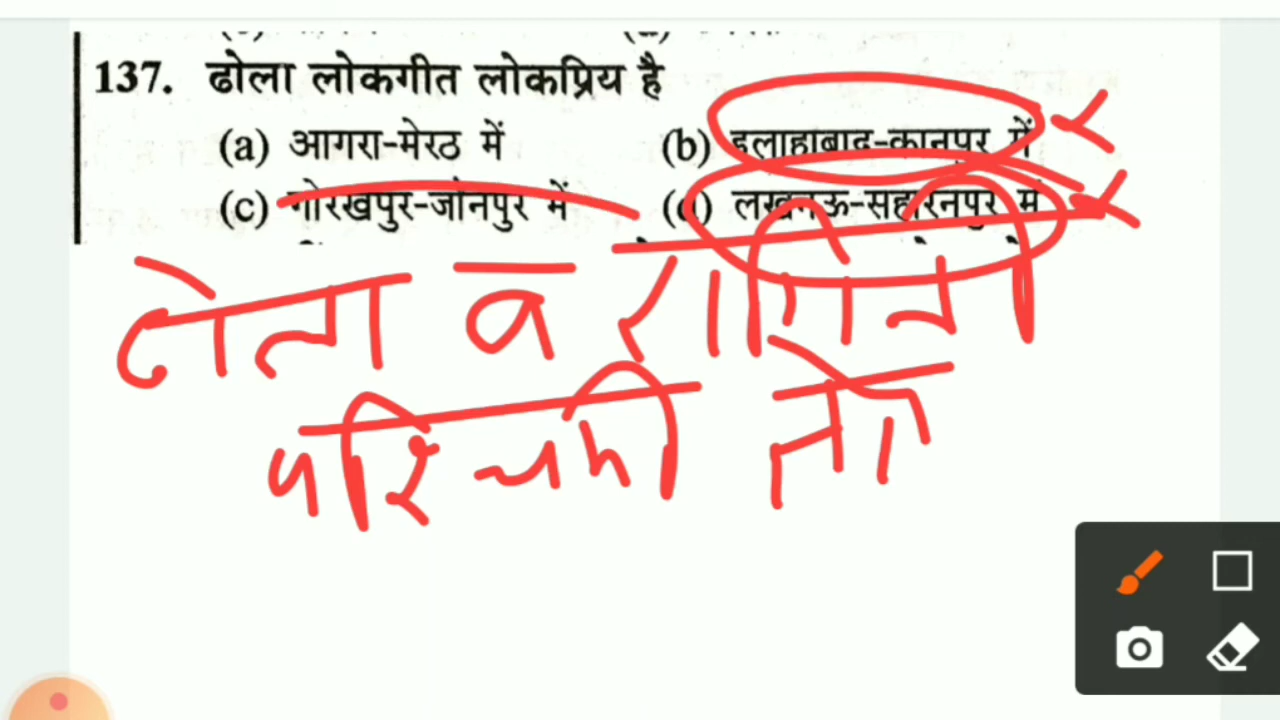 137. ढोला लोकगीत लोकप्रिय है
(a) आगरा-मेरठ में (b) इलाहाबाद-कानपुर में
(c) गोरखपुर-जौनपुर में (d) लखनऊ-सहारनपुर में
ढोला व रागिनी
पश्चिमी